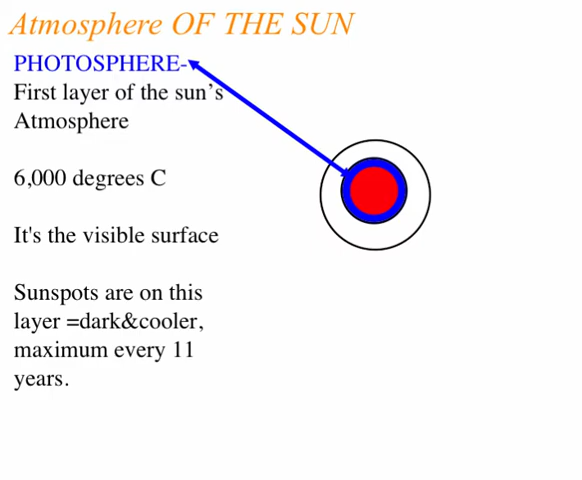 Atmosphere OF THE SUN
PHOTOSPHERE-
First layer of the sun's
Atmosphere
6,000 degrees C
It's the visible surface
Sunspots are on this
layer =dark&cooler,
maximum every 11
years.